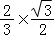 2/3 × √3/2